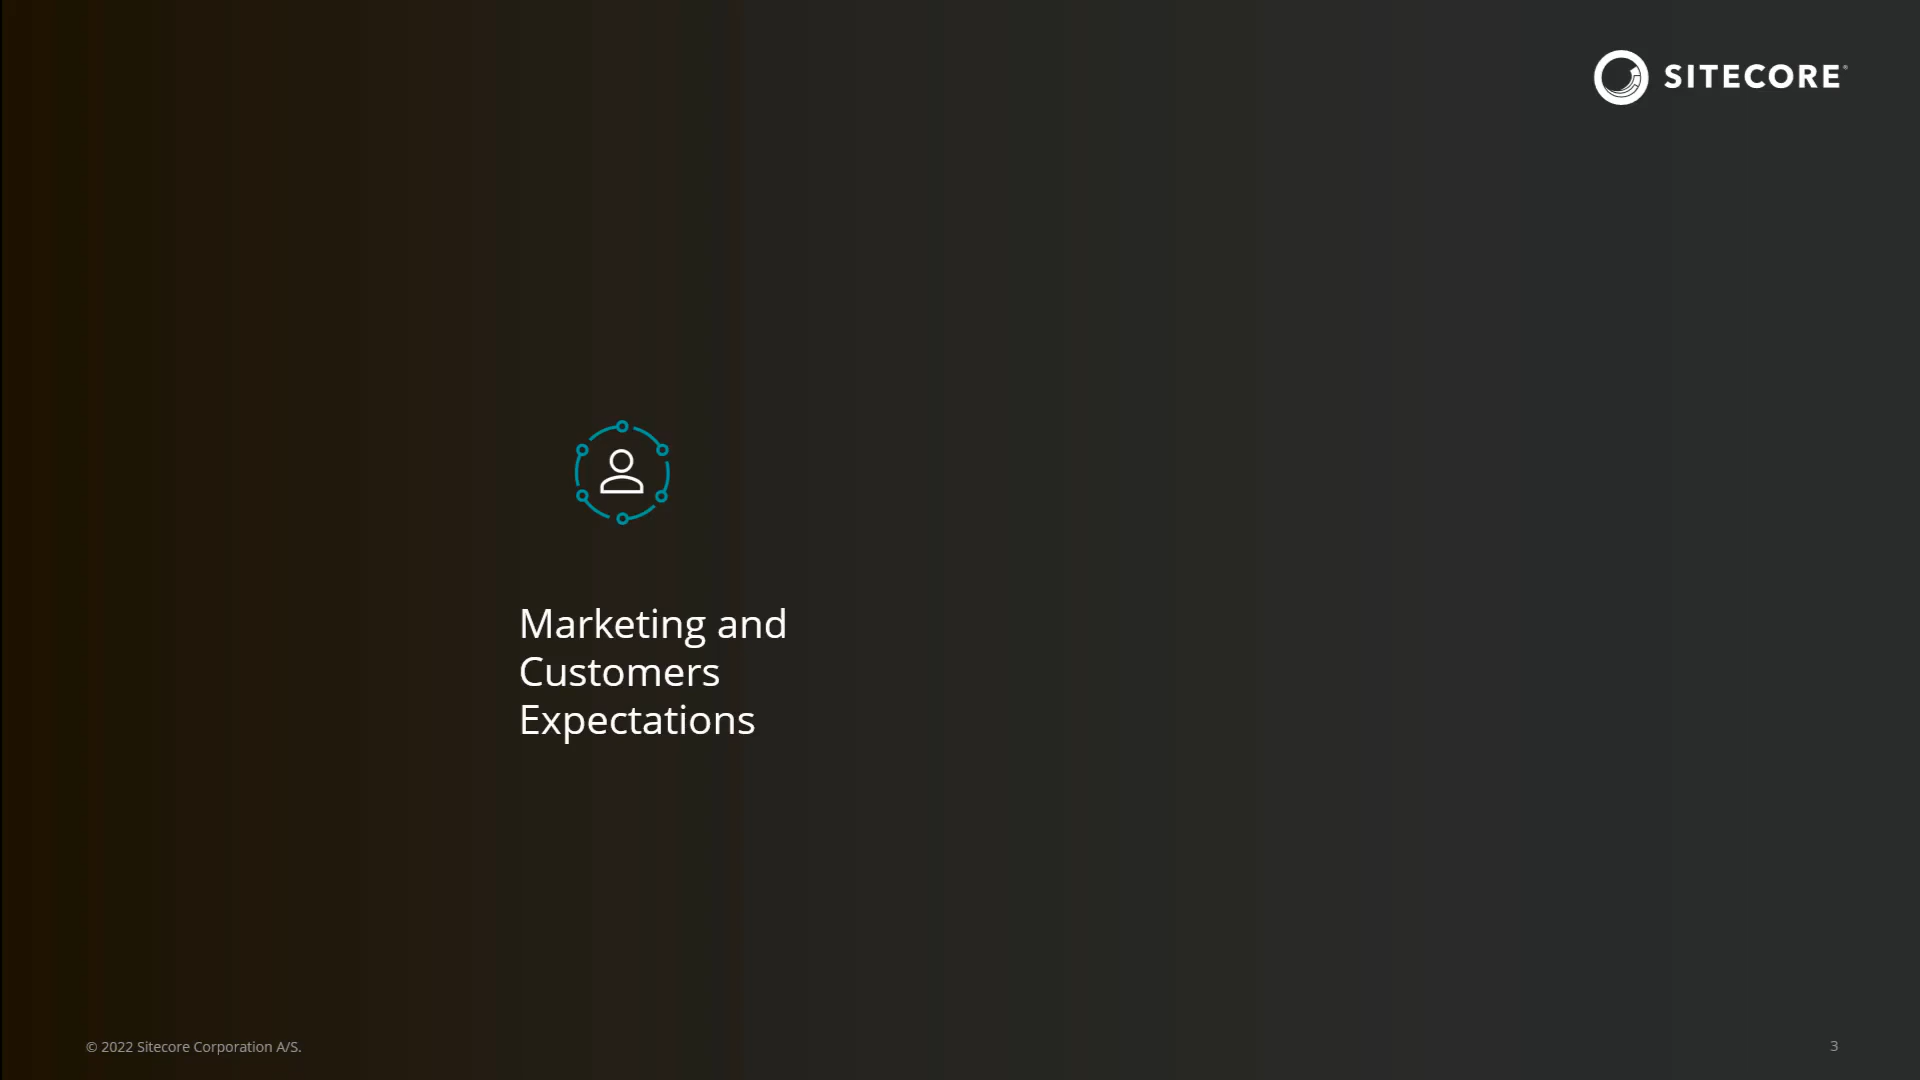 SITECORE
Marketing and
Customers
Expectations
© 2022 Sitecore Corporation A/S.
3